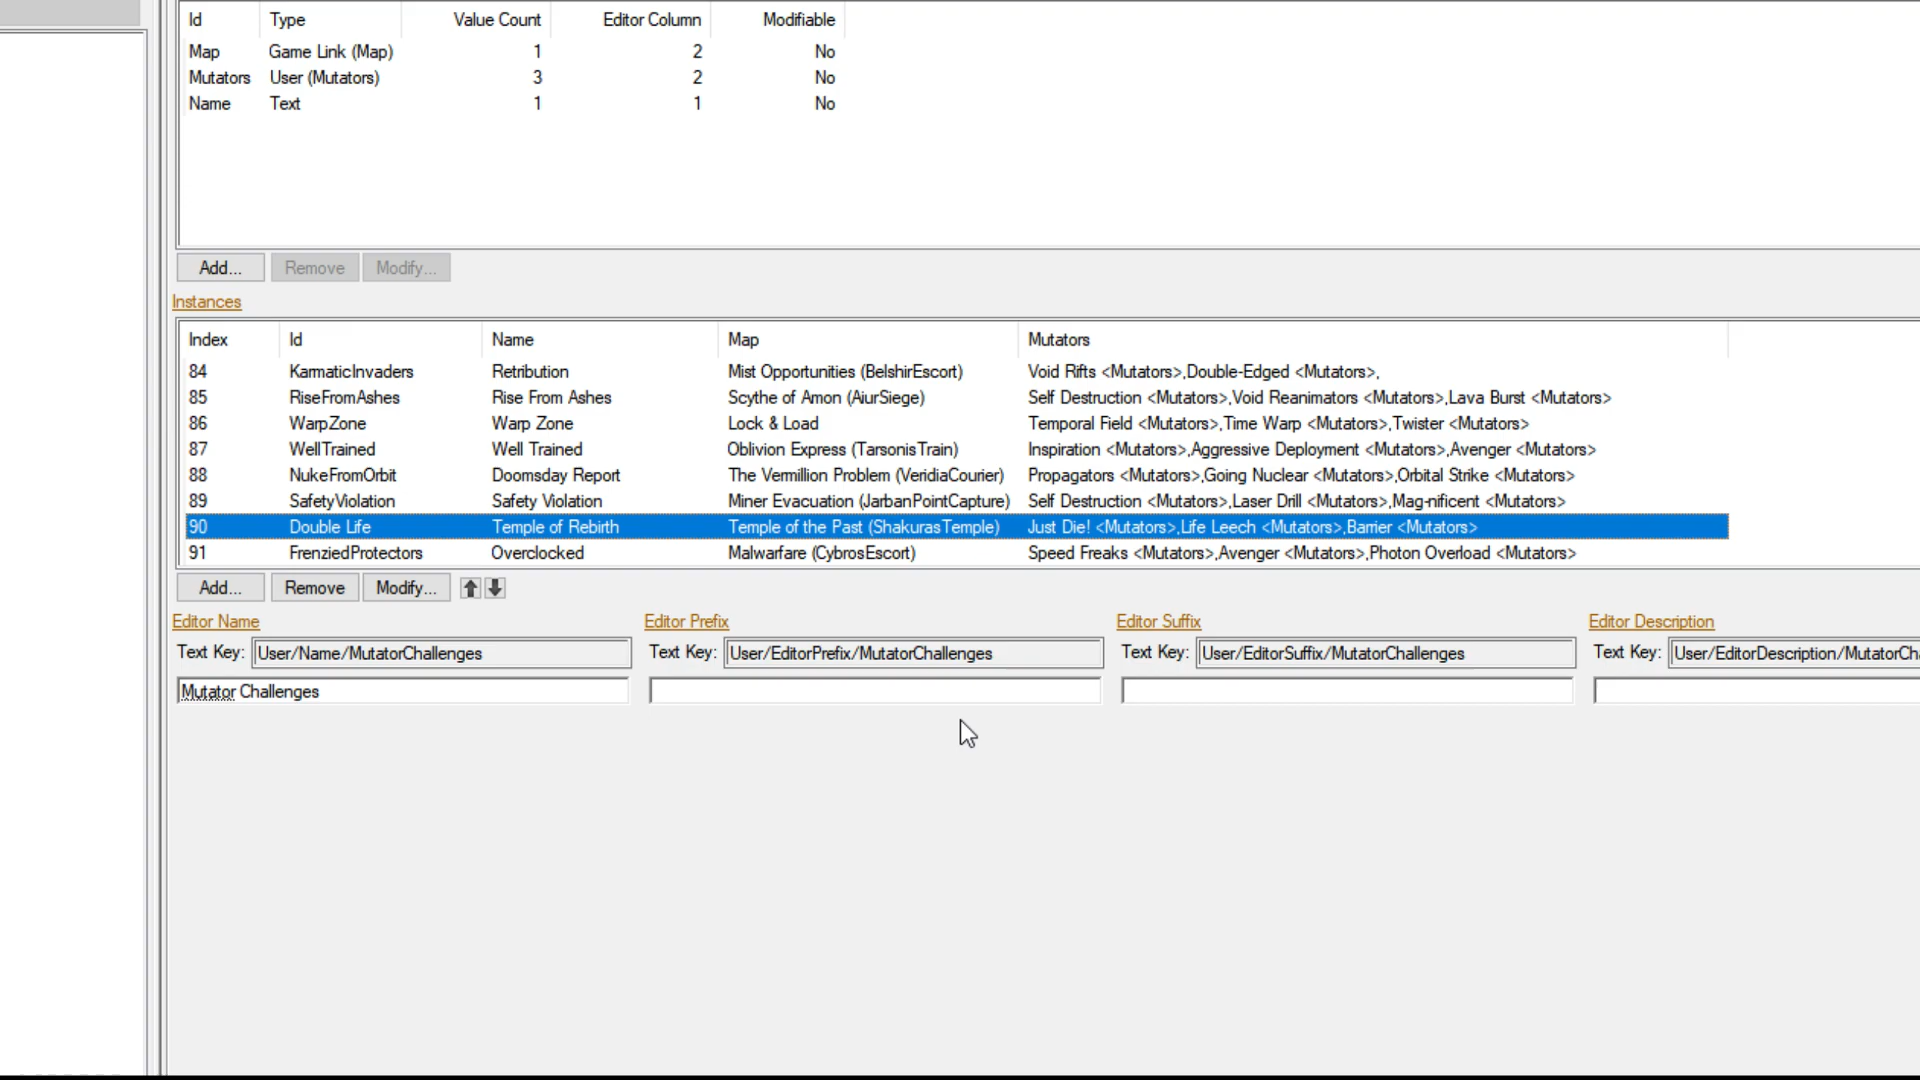 Id Type Value Count Editor Column Modifiable
Map Game Link (Map) 1 2 No
Mutators User (Mutators) 3 2 No
Name Text 1 1 No
Add... Remove Modify...
Instances
Index Id Name Map Mutators
84 KarmaticInvaders Retribution Mist Opportunities (BelshirEscort) Void Rifts <Mutators>,Double-Edged <Mutators>,
85 RiseFromAshes Rise From Ashes Scythe of Amon (AiurSiege) Self Destruction <Mutators>,Void Reanimators <Mutators>,Lava Burst <Mutators>
86 WarpZone Warp Zone Lock & Load Temporal Field <Mutators>,Time Warp <Mutators>,Twister <Mutators>
87 WellTrained Well Trained Oblivion Express (TarsonisTrain) Inspiration <Mutators>,Aggressive Deployment <Mutators>,Avenger <Mutators>
88 NukeFromOrbit Doomsday Report The Vermillion Problem (VeridiaCourier) Propagators <Mutators>,Going Nuclear <Mutators>,Orbital Strike <Mutators>
89 SafetyViolation Safety Violation Miner Evacuation (JarbanPointCapture) Self Destruction <Mutators>,Laser Drill <Mutators>,Mag-nificent <Mutators>
90 Double Life Temple of Rebirth Temple of the Past (ShakurasTemple) Just Die! <Mutators>,Life Leech <Mutators>,Barrier <Mutators>
91 FrenziedProtectors Overclocked Malwarfare (CybrosEscort) Speed Freaks <Mutators>,Avenger <Mutators>,Photon Overload <Mutators>
Add... Remove Modify...
Editor Name Editor Prefix Editor Suffix Editor Description
Text Key: User/Name/MutatorChallenges Text Key: User/EditorPrefix/MutatorChallenges Text Key: User/EditorSuffix/MutatorChallenges Text Key: User/EditorDescription/MutatorCha
Mutator Challenges